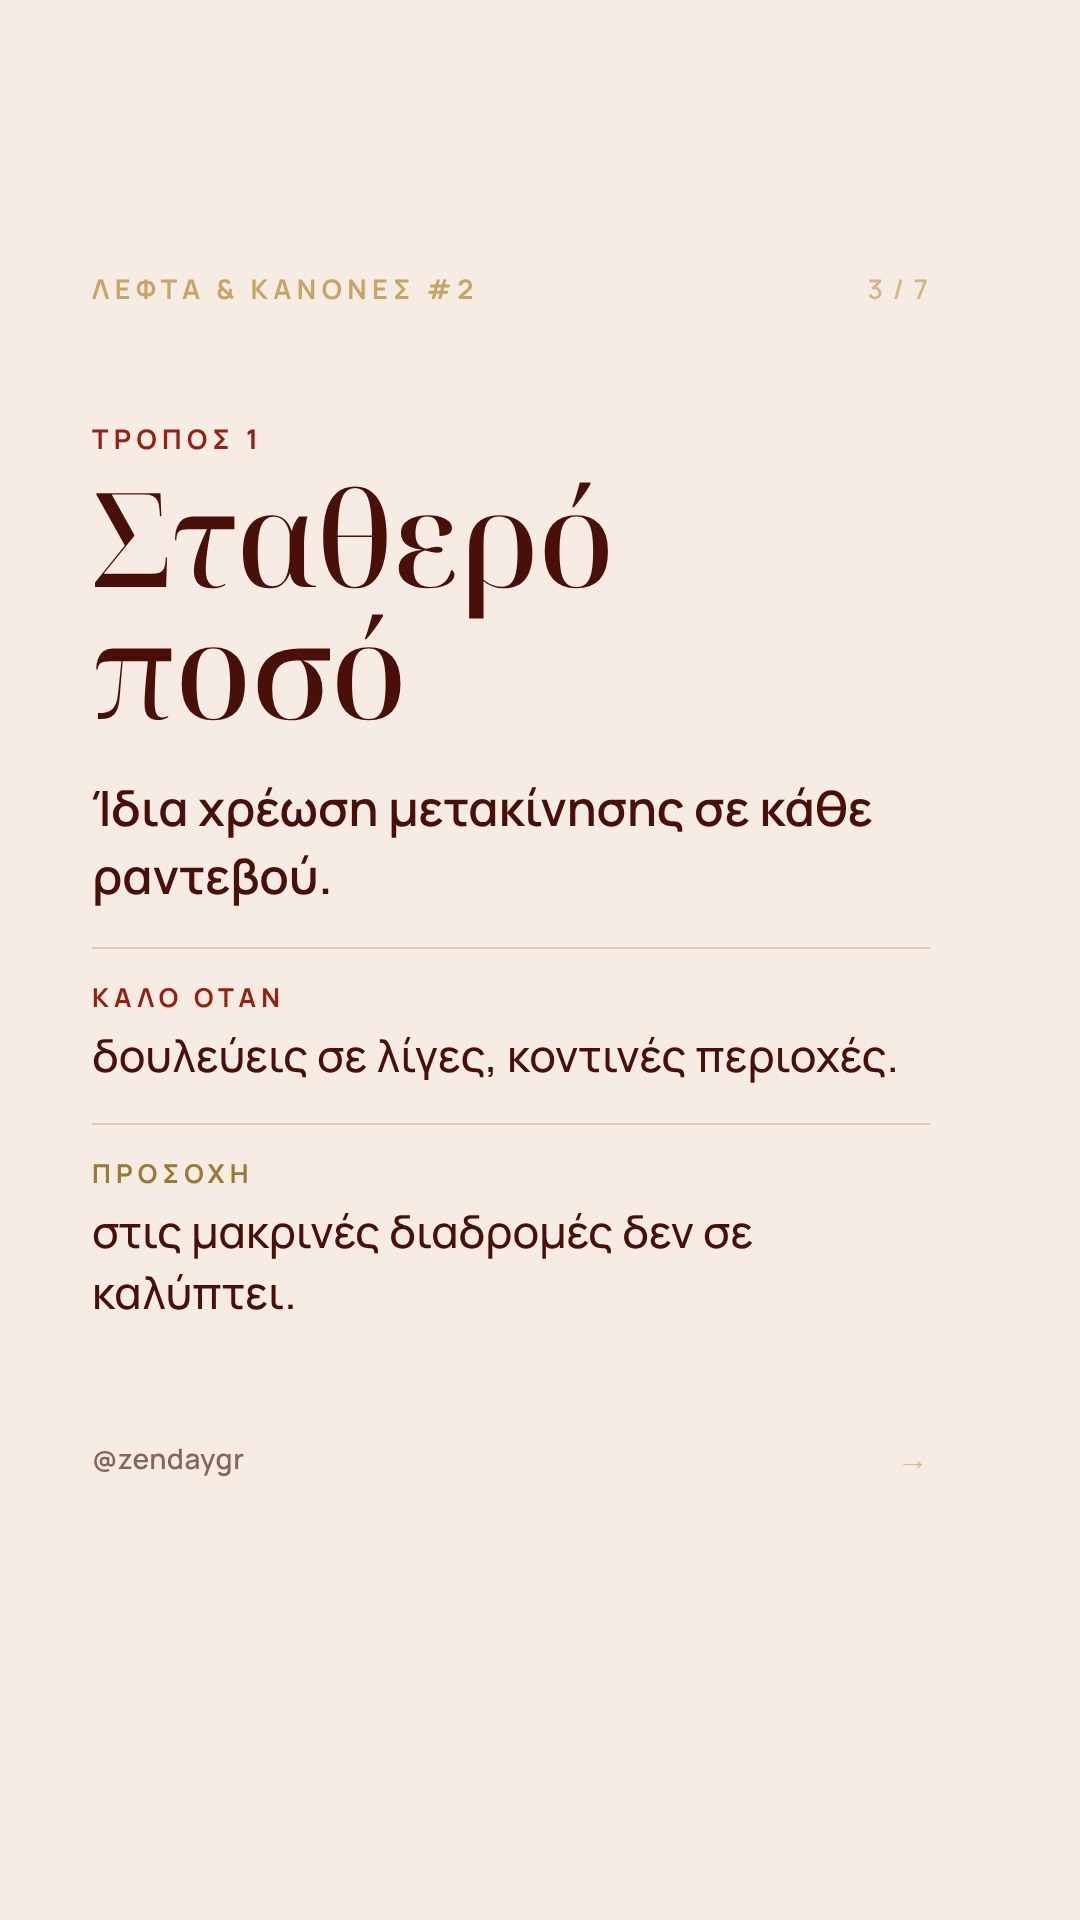 ΛΕΦΤΑ & ΚΑΝΟΝΕΣ #2
3 / 7
ΤΡΟΠΟΣ 1
Σταθερό
ποσό
Ίδια χρέωση μετακίνησης σε κάθε
ραντεβού.
ΚΑΛΟ ΟΤΑΝ
δουλεύεις σε λίγες, κοντινές περιοχές.
ΠΡΟΣΟΧΗ
στις μακρινές διαδρομές δεν σε
καλύπτει.
@zendaygr
→